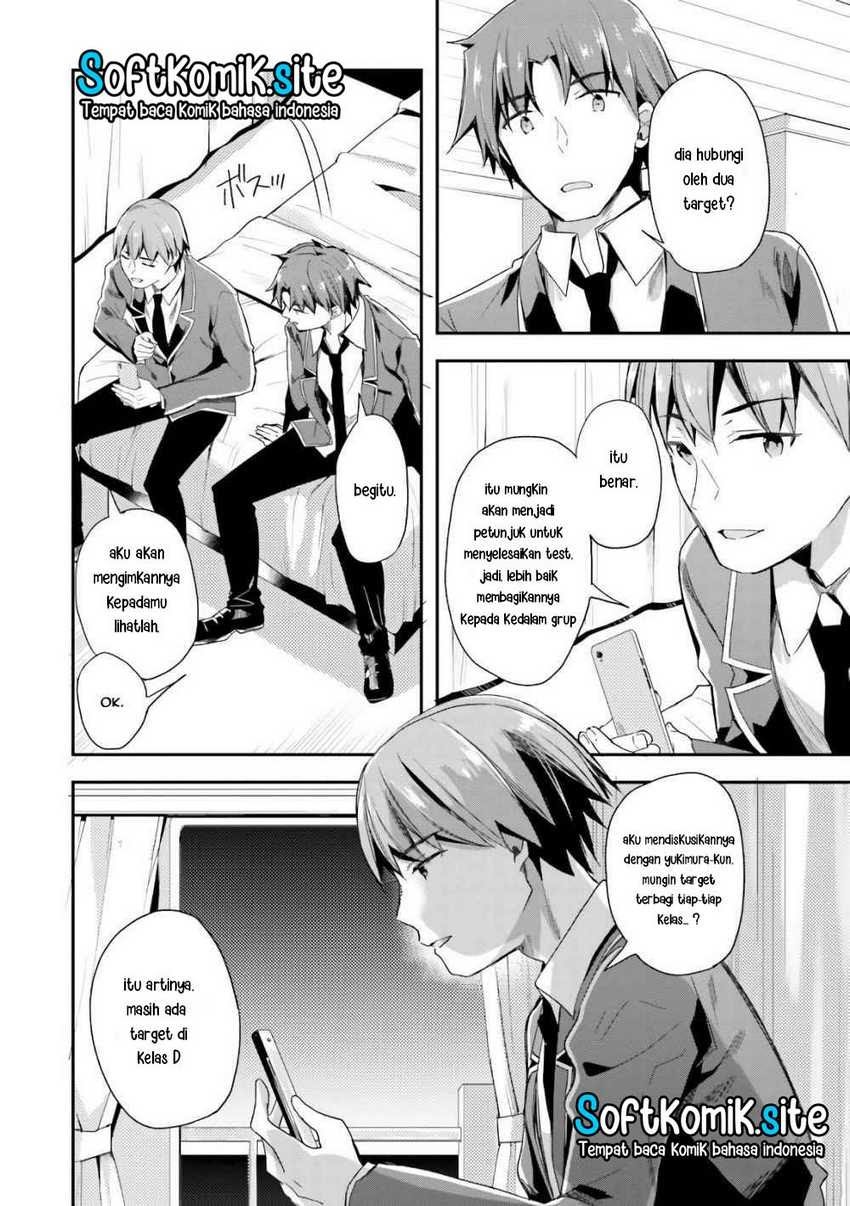 SoftKomik.site
Tempat baca Komik bahasa indonesia
dia hubungi
oleh dua
target?
itu
benar.
itu mungkin
akan menjadi
petunjuk untuk
menyelesaikan test,
jadi, lebih baik
membagikannya
kepada kedalam grup
ボスッ
begitu.
aku akan
mengimkannya
kepadamu
lihatlah.
OK.
aku mendiskusikannya
dengan yukimura-kun,
mungin target
terbagi tiap-tiap
kelas... ?
itu artinya,
masih ada
target di
kelas D
SoftKomik.site
Tempat baca Komik bahasa indonesia